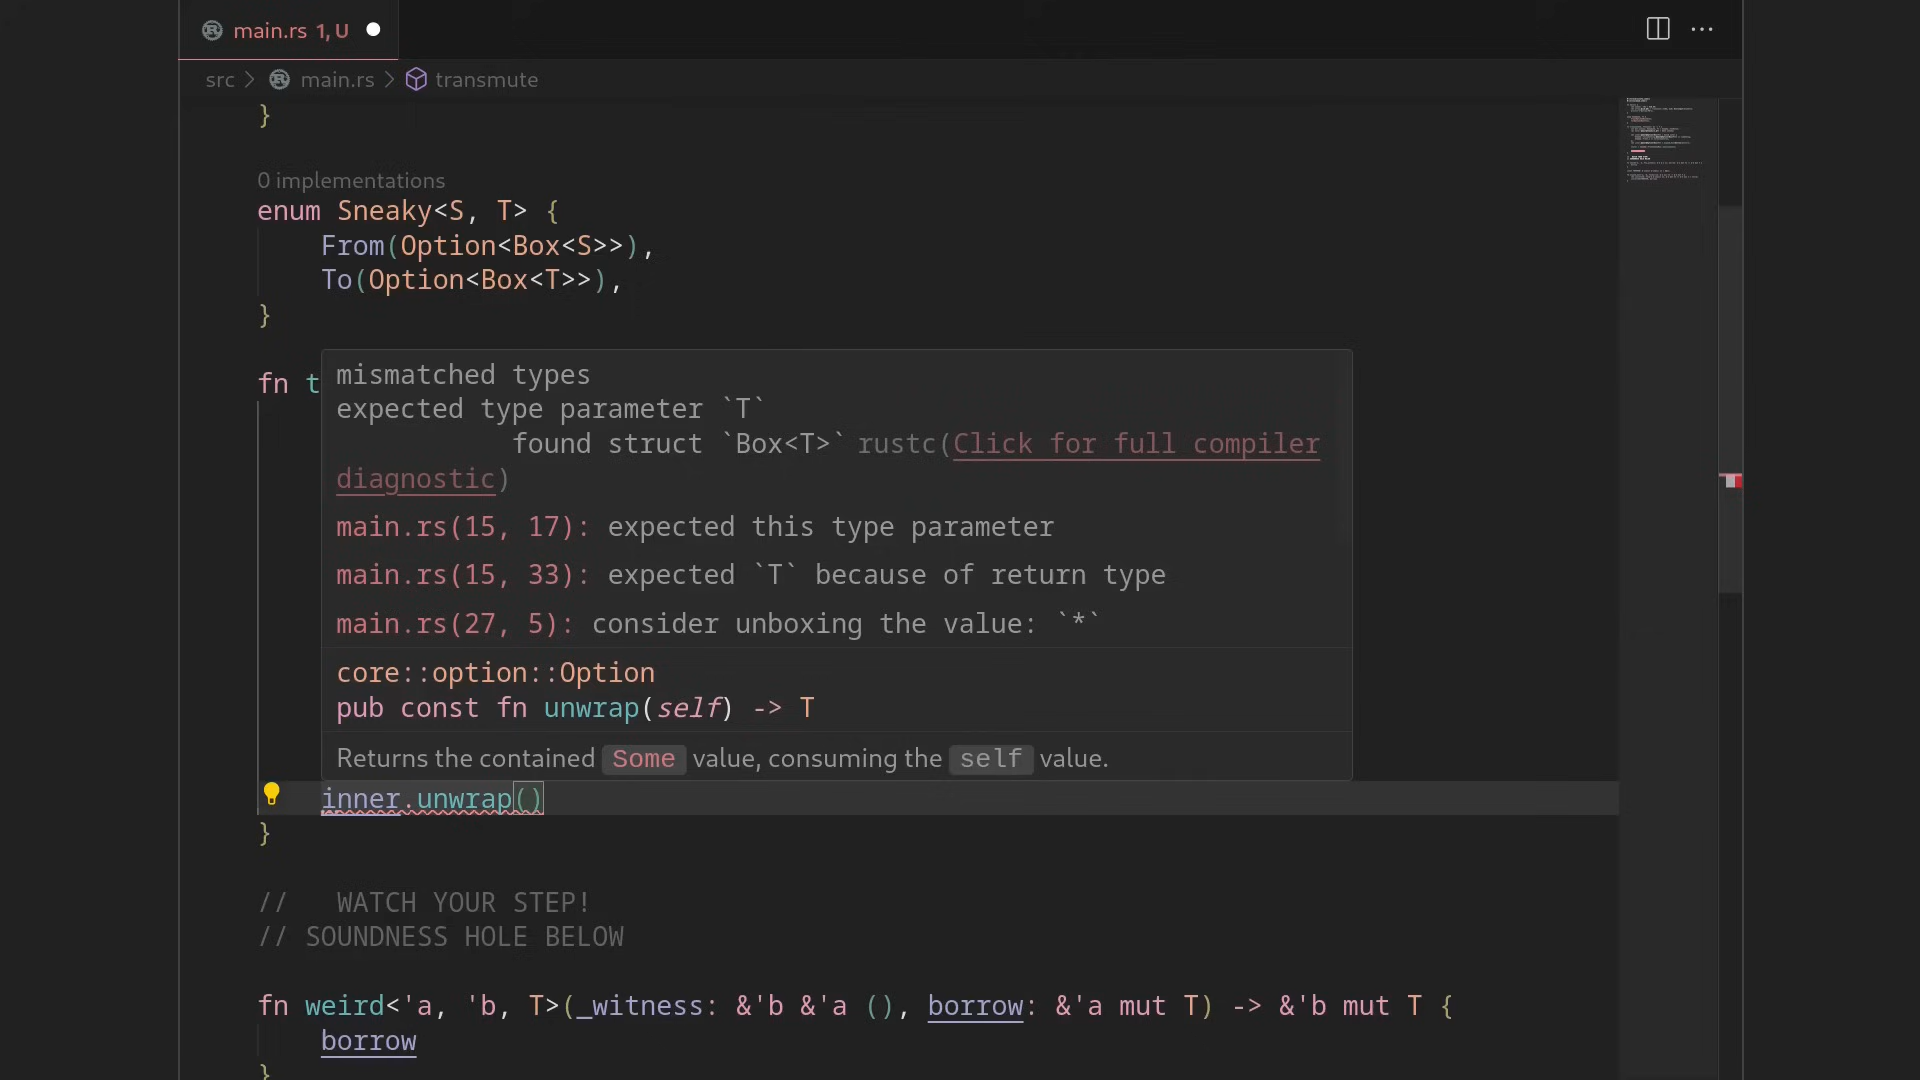 main.rs 1, U
src > main.rs > transmute
}
0 implementations
enum Sneaky<S, T> {
From(Option<Box<S>>),
To(Option<Box<T>>),
}
fn t
mismatched types
expected type parameter `T`
found struct `Box<T>` rustc(Click for full compiler
diagnostic)
main.rs(15, 17): expected this type parameter
main.rs(15, 33): expected `T` because of return type
main.rs(27, 5): consider unboxing the value: `*`
core::option::Option
pub const fn unwrap(self) -> T
Returns the contained Some value, consuming the self value.
inner.unwrap()
}
//   WATCH YOUR STEP!
// SOUNDNESS HOLE BELOW
fn weird<'a, 'b, T>(_witness: &'b &'a (), borrow: &'a mut T) -> &'b mut T {
borrow
}